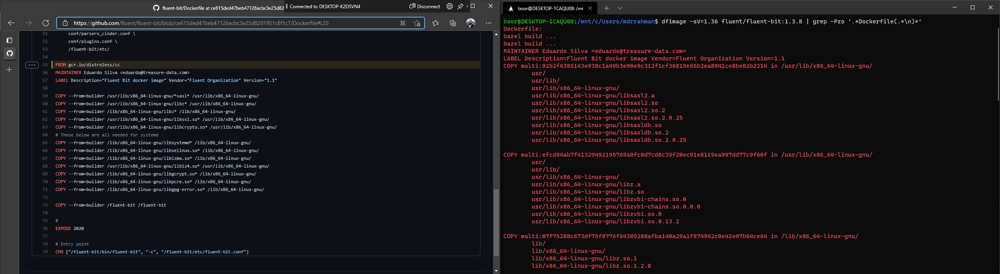 fluent-bit/Dockerfile at ce615ded47beb47126acbc3e25d820
Connected to DESKTOP-K2DSVN4
Disconnect
https://github.com/fluent/fluent-bit/blob/ce615ded47beb47126acbc3e25d8201951c8f1c7/Dockerfile#L55
51 conf/parsers_cinder.conf \
52 conf/plugins.conf \
53 /fluent-bit/etc/
54
55 FROM gcr.io/distroless/cc
56 MAINTAINER Eduardo Silva <eduardo@treasure-data.com>
57 LABEL Description="Fluent Bit docker image" Vendor="Fluent Organization" Version="1.1"
58
59 COPY --from=builder /usr/lib/x86_64-linux-gnu/*sasl* /usr/lib/x86_64-linux-gnu/
60 COPY --from=builder /usr/lib/x86_64-linux-gnu/libz* /usr/lib/x86_64-linux-gnu/
61 COPY --from=builder /lib/x86_64-linux-gnu/libz* /lib/x86_64-linux-gnu/
62 COPY --from=builder /usr/lib/x86_64-linux-gnu/libssl.so* /usr/lib/x86_64-linux-gnu/
63 COPY --from=builder /usr/lib/x86_64-linux-gnu/libcrypto.so* /usr/lib/x86_64-linux-gnu/
64 # These below are all needed for systemd
65 COPY --from=builder /lib/x86_64-linux-gnu/libsystemd* /lib/x86_64-linux-gnu/
66 COPY --from=builder /lib/x86_64-linux-gnu/libselinux.so* /lib/x86_64-linux-gnu/
67 COPY --from=builder /lib/x86_64-linux-gnu/liblzma.so* /lib/x86_64-linux-gnu/
68 COPY --from=builder /usr/lib/x86_64-linux-gnu/liblz4.so* /usr/lib/x86_64-linux-gnu/
69 COPY --from=builder /lib/x86_64-linux-gnu/libgcrypt.so* /lib/x86_64-linux-gnu/
70 COPY --from=builder /lib/x86_64-linux-gnu/libpcre.so* /lib/x86_64-linux-gnu/
71 COPY --from=builder /lib/x86_64-linux-gnu/libgpg-error.so* /lib/x86_64-linux-gnu/
72
73 COPY --from=builder /fluent-bit /fluent-bit
74
75 #
76 EXPOSE 2020
77
78 # Entry point
79 CMD ["/fluent-bit/bin/fluent-bit", "-c", "/fluent-bit/etc/fluent-bit.conf"]
boor@DESKTOP-1CAQU08: /mr
boor@DESKTOP-1CAQU08:/mnt/c/Users/mdrrahman$ dfimage -sV=1.36 fluent/fluent-bit:1.3.8 | grep -Pzo '.*Dockerfile(.*\n)*'
Dockerfile:
bazel build ...
bazel build ...
MAINTAINER Eduardo Silva <eduardo@treasure-data.com>
LABEL Description=Fluent Bit docker image Vendor=Fluent Organization Version=1.1
COPY multi:92b2f4385143e938c1a49b3e90e9c312f1cf36815e66b2ea8941ce8be02b2214 in /usr/lib/x86_64-linux-gnu/
usr/
usr/lib/
usr/lib/x86_64-linux-gnu/
usr/lib/x86_64-linux-gnu/libsasl2.a
usr/lib/x86_64-linux-gnu/libsasl2.so
usr/lib/x86_64-linux-gnu/libsasl2.so.2
usr/lib/x86_64-linux-gnu/libsasl2.so.2.0.25
usr/lib/x86_64-linux-gnu/libsasldb.so
usr/lib/x86_64-linux-gnu/libsasldb.so.2
usr/lib/x86_64-linux-gnu/libsasldb.so.2.0.25
COPY multi:efcd94ab7f41329492195769a0fc0d7cd8c39f20ec91e8119ea997dd77c9f60f in /usr/lib/x86_64-linux-gnu/
usr/
usr/lib/
usr/lib/x86_64-linux-gnu/
usr/lib/x86_64-linux-gnu/libz.a
usr/lib/x86_64-linux-gnu/libz.so
usr/lib/x86_64-linux-gnu/libzvbi-chains.so.0
usr/lib/x86_64-linux-gnu/libzvbi-chains.so.0.0.0
usr/lib/x86_64-linux-gnu/libzvbi.so.0
usr/lib/x86_64-linux-gnu/libzvbi.so.0.13.2
COPY multi:07f75288c673df75f8776f64309288afba140a29a1f874942c0e42e07b64ce64 in /lib/x86_64-linux-gnu/
lib/
lib/x86_64-linux-gnu/
lib/x86_64-linux-gnu/libz.so.1
lib/x86_64-linux-gnu/libz.so.1.2.8